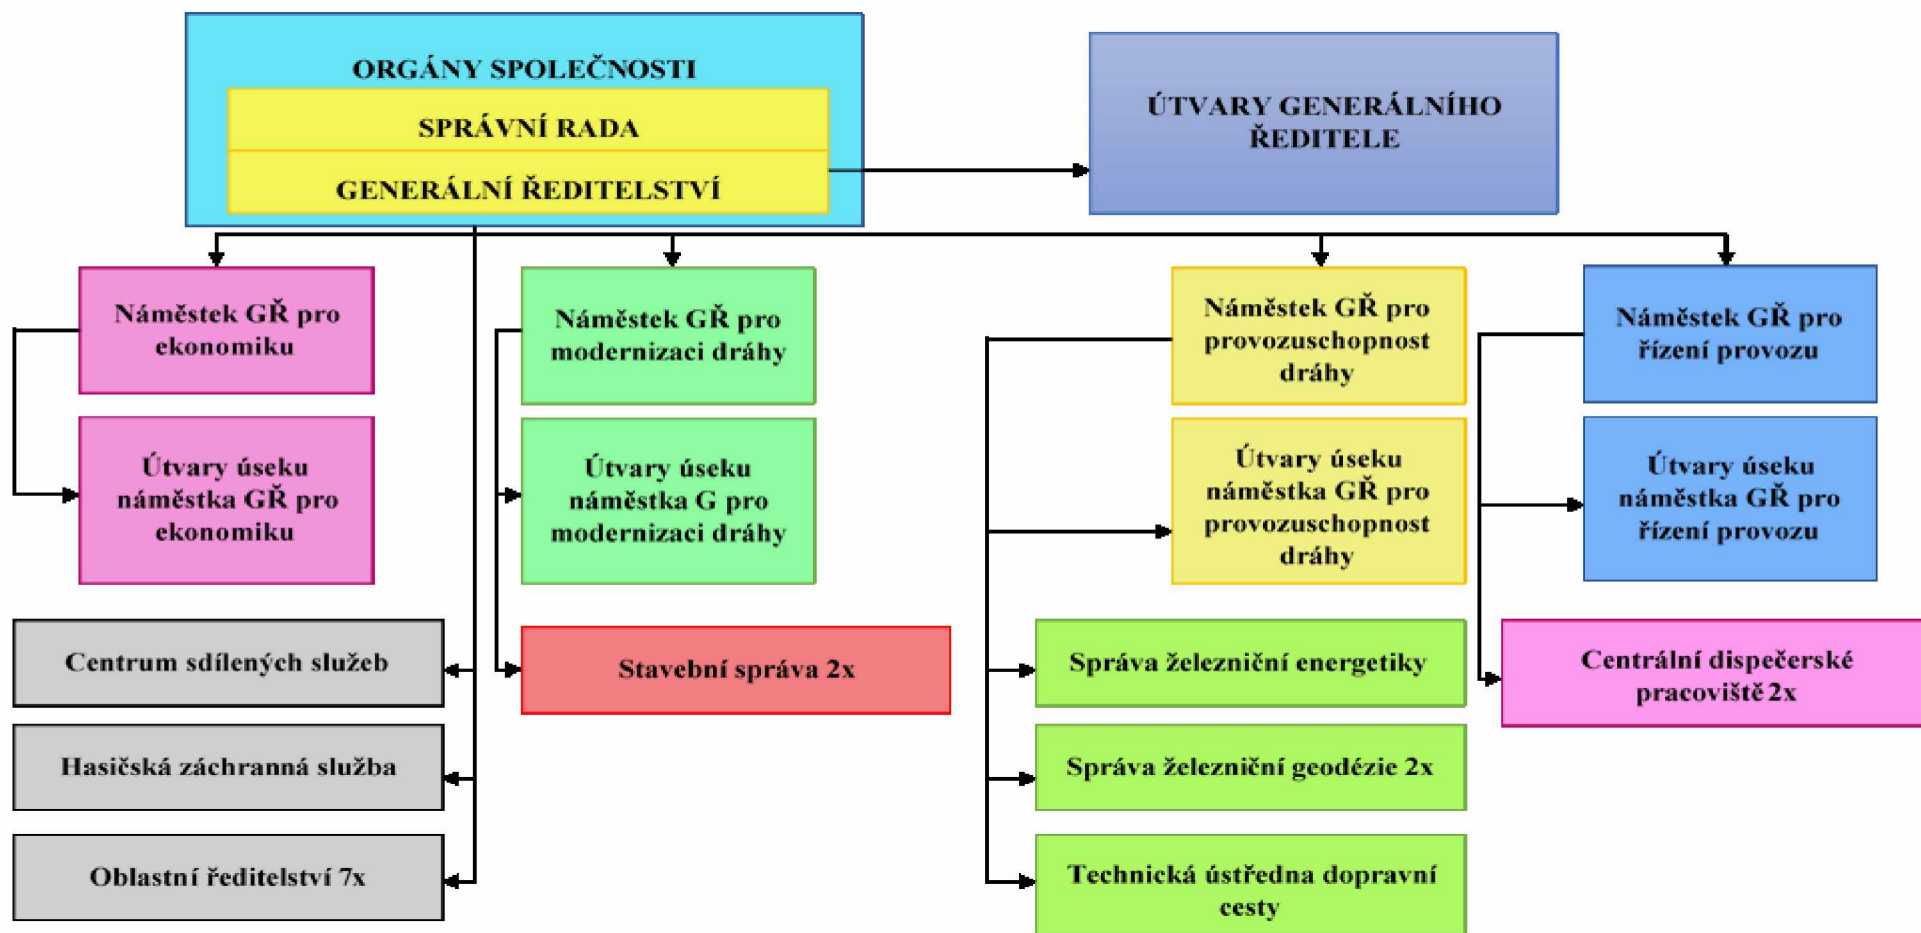 ORGÁNY SPOLEČNOSTI
SPRÁVNÍ RADA
GENERÁLNÍ ŘEDITELSTVÍ
ÚTVARY GENERÁLNÍHO
ŘEDITELE
Náměstek GŘ pro
ekonomiku
Náměstek GŘ pro
modernizaci dráhy
Náměstek GŘ pro
provozuschopnost
dráhy
Náměstek GŘ pro
řízení provozu
Útvary úseku
náměstka GŘ pro
ekonomiku
Útvary úseku
náměstka G pro
modernizaci dráhy
Útvary úseku
náměstka GŘ pro
provozuschopnost
dráhy
Útvary úseku
náměstka GŘ pro
řízení provozu
Centrum sdílených služeb
Stavební správa 2x
Správa železniční energetiky
Centrální dispečerské
pracoviště 2x
Hasičská záchranná služba
Správa železniční geodézie 2x
Oblastní ředitelství 7x
Technická ústředna dopravní
cesty